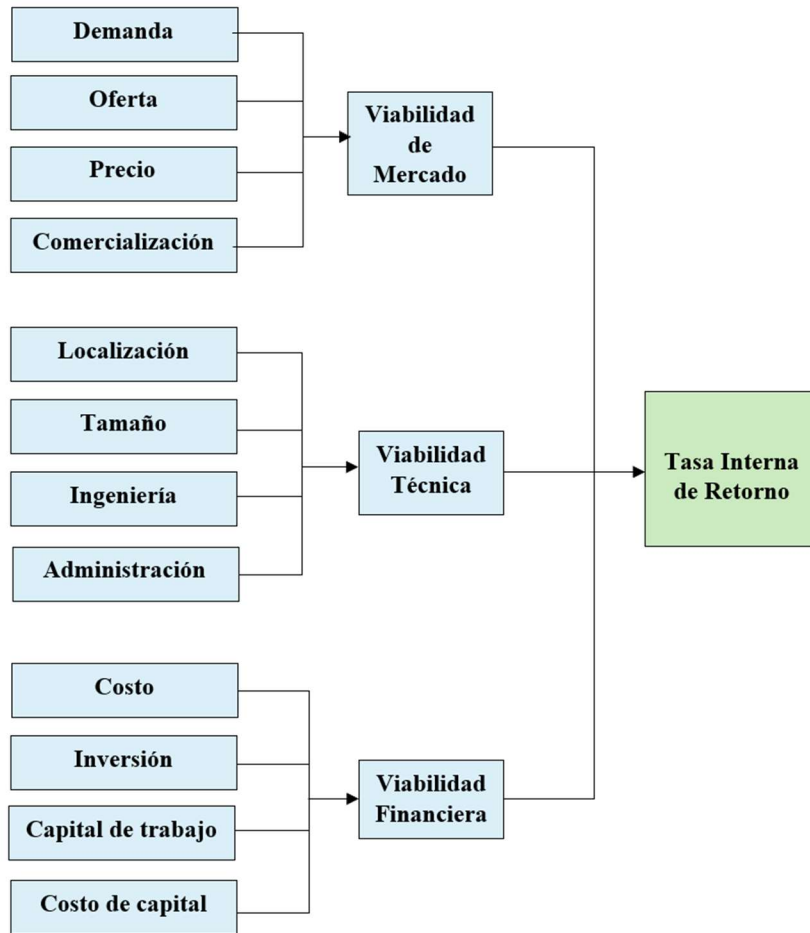 Demanda
Oferta
Precio
Comercialización
Viabilidad
de
Mercado
Localización
Tamaño
Ingeniería
Administración
Viabilidad
Técnica
Costo
Inversión
Capital de trabajo
Costo de capital
Viabilidad
Financiera
Tasa Interna
de Retorno